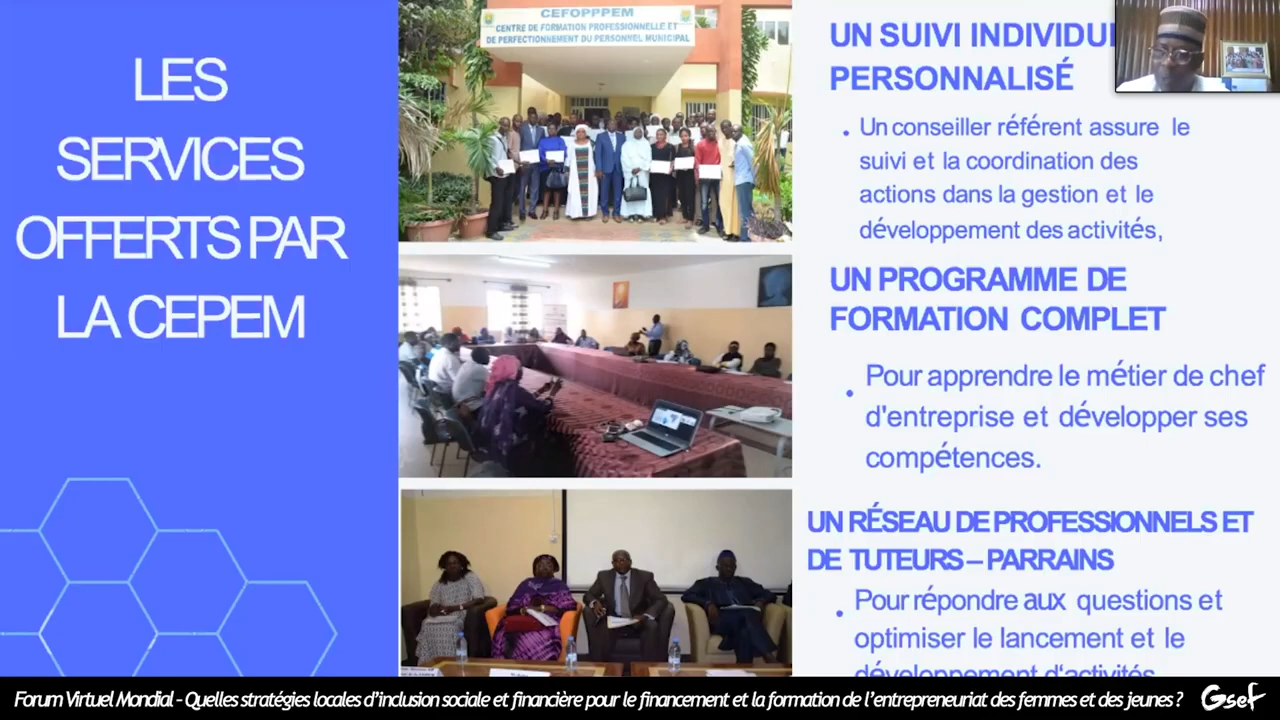 LES
SERVICES
OFFERTS PAR
LA CEPEM
CEFOPPPEM
CENTRE DE FORMATION PROFESSIONNELLE ET
DE PERFECTIONNEMENT DU PERSONNEL MUNICIPAL
UN SUIVI INDIVIDUE
PERSONNALISÉ
. Un conseiller référent assure le
suivi et la coordination des
actions dans la gestion et le
développement des activités,
UN PROGRAMME DE
FORMATION COMPLET
• Pour apprendre le métier de chef
d'entreprise et développer ses
compétences.
UN RÉSEAU DE PROFESSIONNELS ET
DE TUTEURS – PARRAINS
• Pour répondre aux questions et
optimiser le lancement et le
développement d'activités
Forum Virtuel Mondial - Quelles stratégies locales d'inclusion sociale et financière pour le financement et la formation de l'entrepreneuriat des femmes et des jeunes ?
Gsef